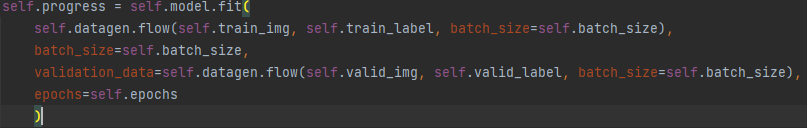 self.progress = self.model.fit(
self.datagen.flow(self.train_img, self.train_label, batch_size=self.batch_size),
batch_size=self.batch_size,
validation_data=self.datagen.flow(self.valid_img, self.valid_label, batch_size=self.batch_size),
epochs=self.epochs
)